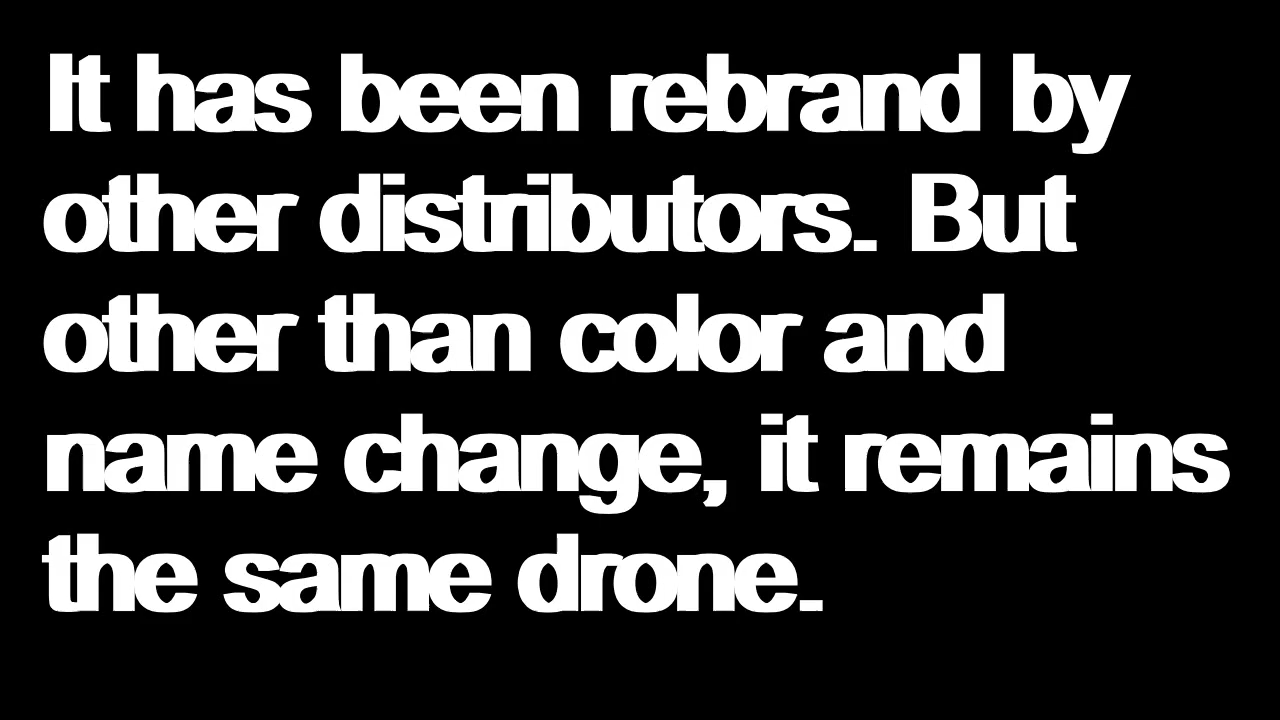 It has been rebrand by
other distributors. But
other than color and
name change, it remains
the same drone.